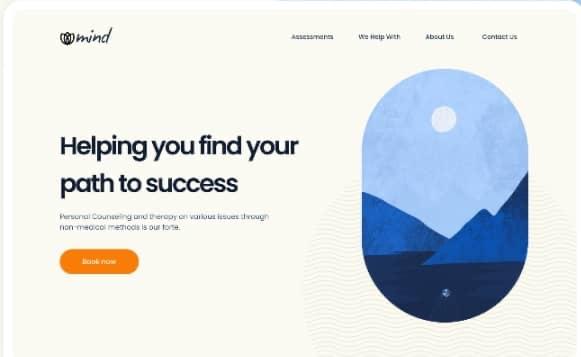 mind
Assessments
We Help With
About Us
Contact Us
Helping you find your
path to success
Personal Counseling and therapy on various issues through
non-medical methods is our forte.
Book now